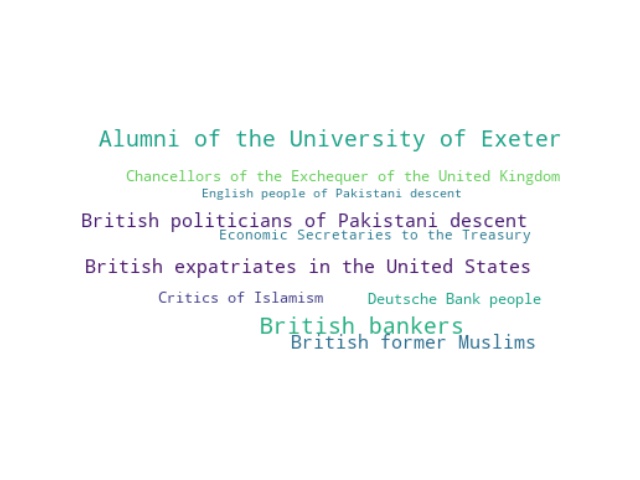 Alumni of the University of Exeter
Chancellors of the Exchequer of the United Kingdom
English people of Pakistani descent
British politicians of Pakistani descent
Economic Secretaries to the Treasury
British expatriates in the United States
Critics of Islamism
Deutsche Bank people
British bankers
British former Muslims